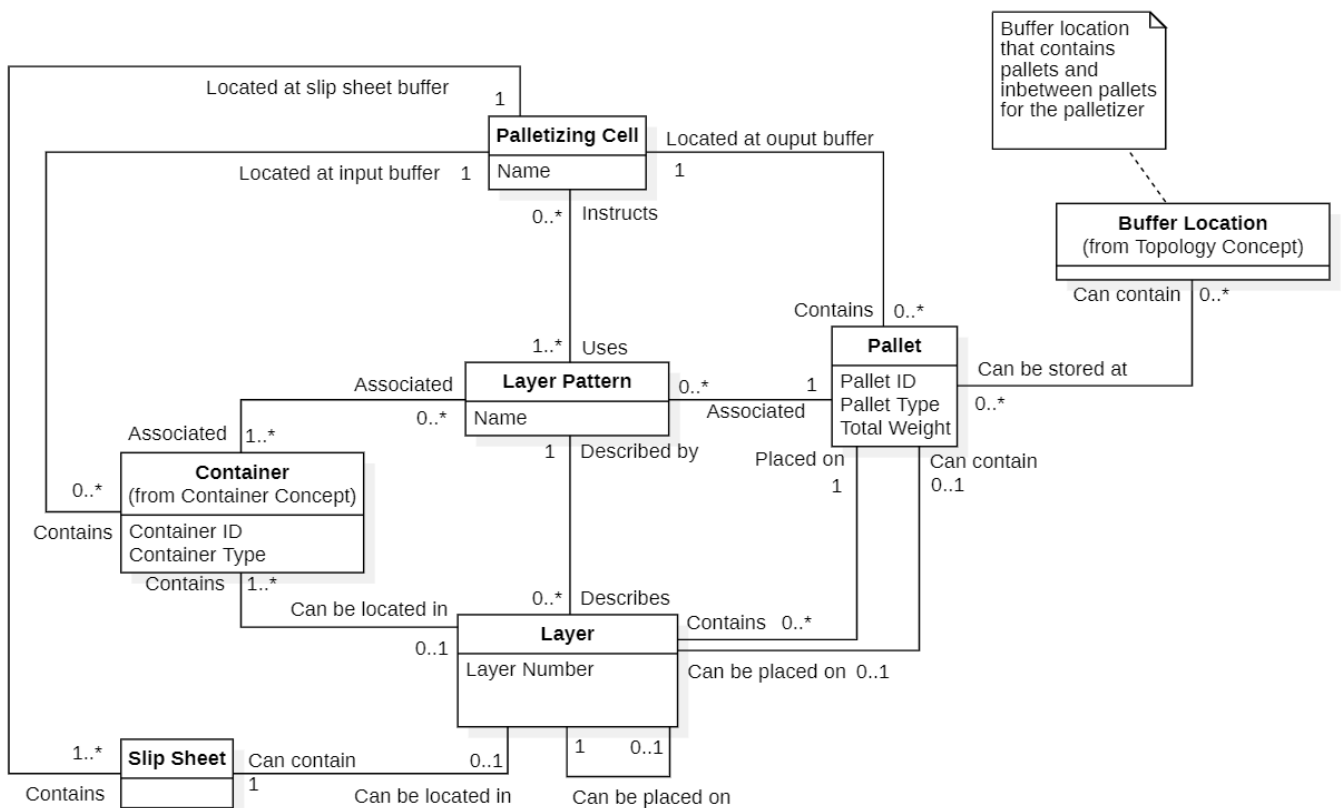 Buffer location
that contains
pallets and
inbetween pallets
for the palletizer
Located at slip sheet buffer
1
Palletizing Cell
Name
Located at ouput buffer
1
Located at input buffer
1
0..*
Instructs
Buffer Location
(from Topology Concept)
Can contain
0..*
Contains
0..*
1..*
Uses
Pallet
Pallet ID
Pallet Type
Total Weight
Can be stored at
0..*
Layer Pattern
Name
Associated
0..*
0..*
1
Associated
Associated
1..*
1
Described by
Placed on
1
Can contain
0..1
Container
(from Container Concept)
Container ID
Container Type
0..*
Contains
Contains
1..*
Can be located in
0..1
0..*
Describes
Layer
Layer Number
Contains
0..*
Can be placed on
0..1
1
0..1
Can be placed on
1..*
Contains
Slip Sheet
Can contain
1
0..1
Can be located in